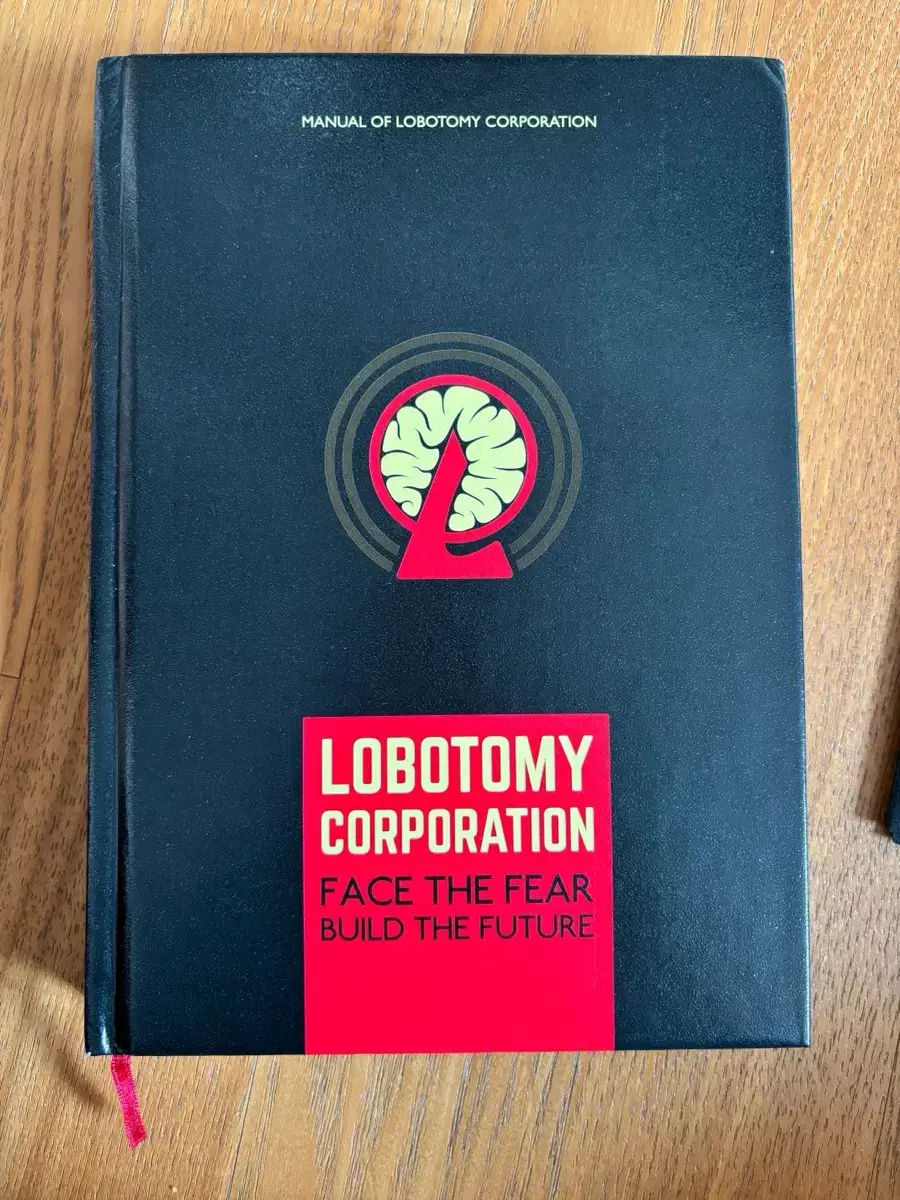 MANUAL OF LOBOTOMY CORPORATION
LOBOTOMY
CORPORATION
FACE THE FEAR
BUILD THE FUTURE